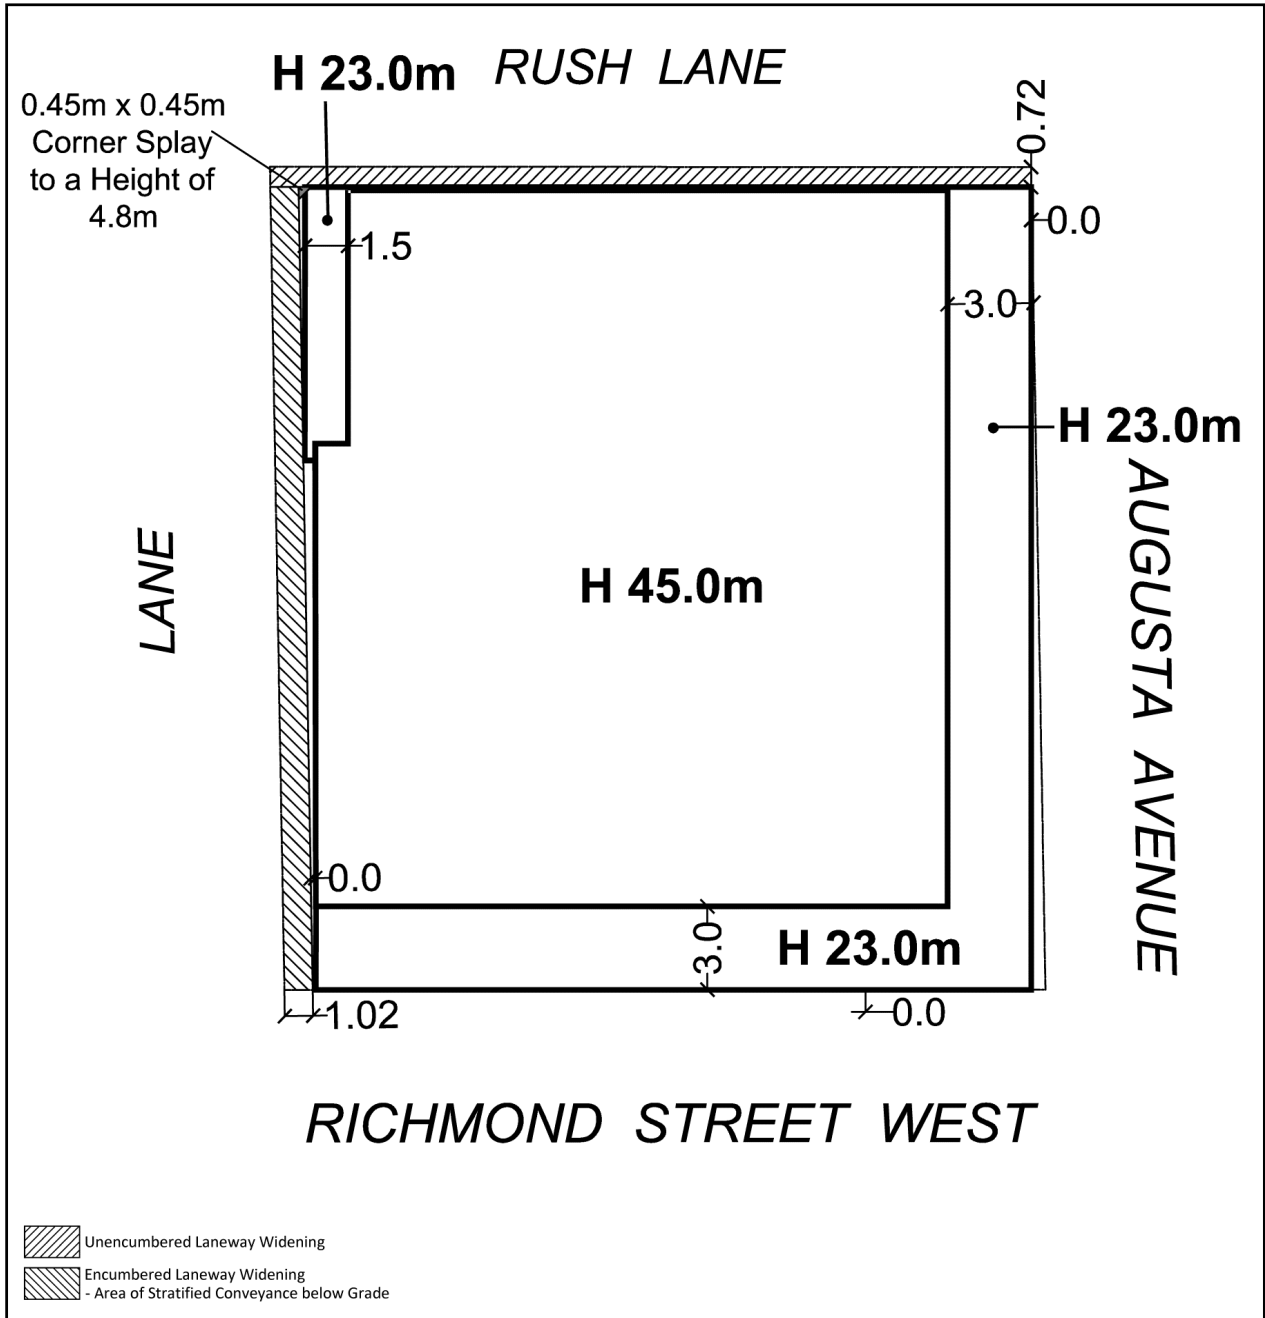 H 23.0m
RUSH LANE
0.45m x 0.45m
Corner Splay
to a Height of
4.8m
0.72
0.0
1.5
3.0
H 23.0m
AUGUSTA AVENUE
LANE
H 45.0m
0.0
3.0
H 23.0m
1.02
0.0
RICHMOND STREET WEST
Unencumbered Laneway Widening
Encumbered Laneway Widening
- Area of Stratified Conveyance below Grade